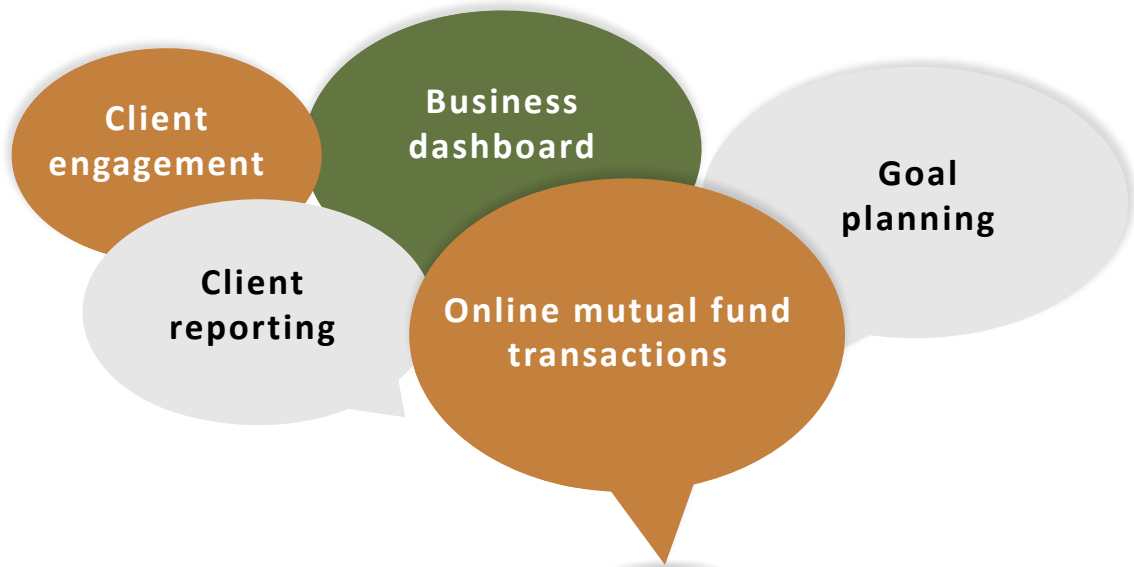 Client
engagement
Business
dashboard
Goal
planning
Client
reporting
Online mutual fund
transactions